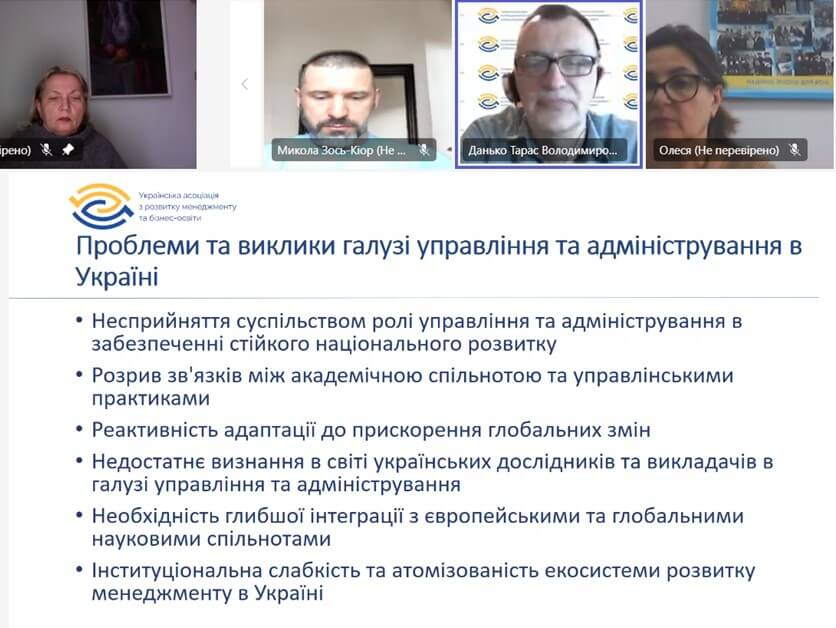 рено)
Микола Зось-Кіор (Не ...
Данько Тарас Володимиро...
Олеся (Не перевірено)
Українська асоціація
з розвитку менеджменту
та бізнес-освіти
Проблеми та виклики галузі управління та адміністрування в
Україні
• Несприйняття суспільством ролі управління та адміністрування в
забезпеченні стійкого національного розвитку
• Розрив зв'язків між академічною спільнотою та управлінськими
практиками
• Реактивність адаптації до прискорення глобальних змін
• Недостатнє визнання в світі українських дослідників та викладачів в
галузі управління та адміністрування
• Необхідність глибшої інтеграції з європейськими та глобальними
науковими спільнотами
• Інституціональна слабкість та атомізованість екосистеми розвитку
менеджменту в Україні